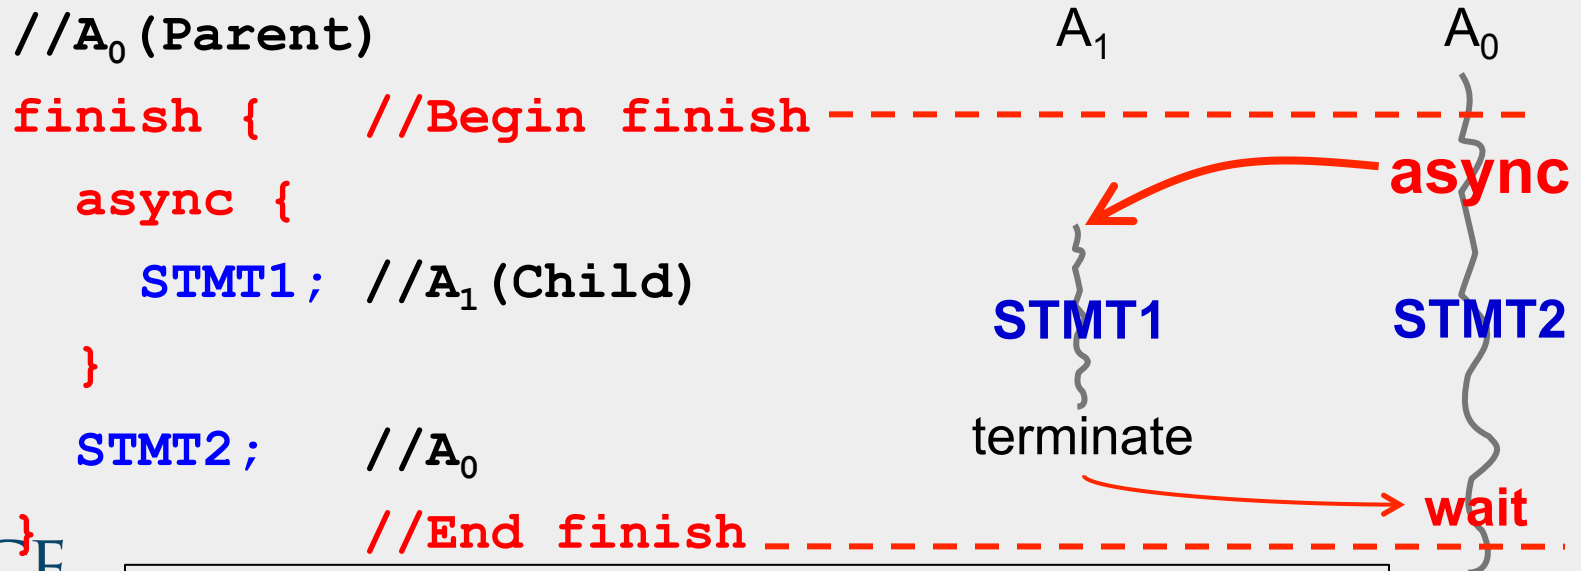 //A₀(Parent)
finish {    //Begin finish
  async {
    STMT1; //A₁(Child)
  }
  STMT2;    //A₀
}           //End finish
A₁ A₀
async
STMT1 STMT2
terminate
wait